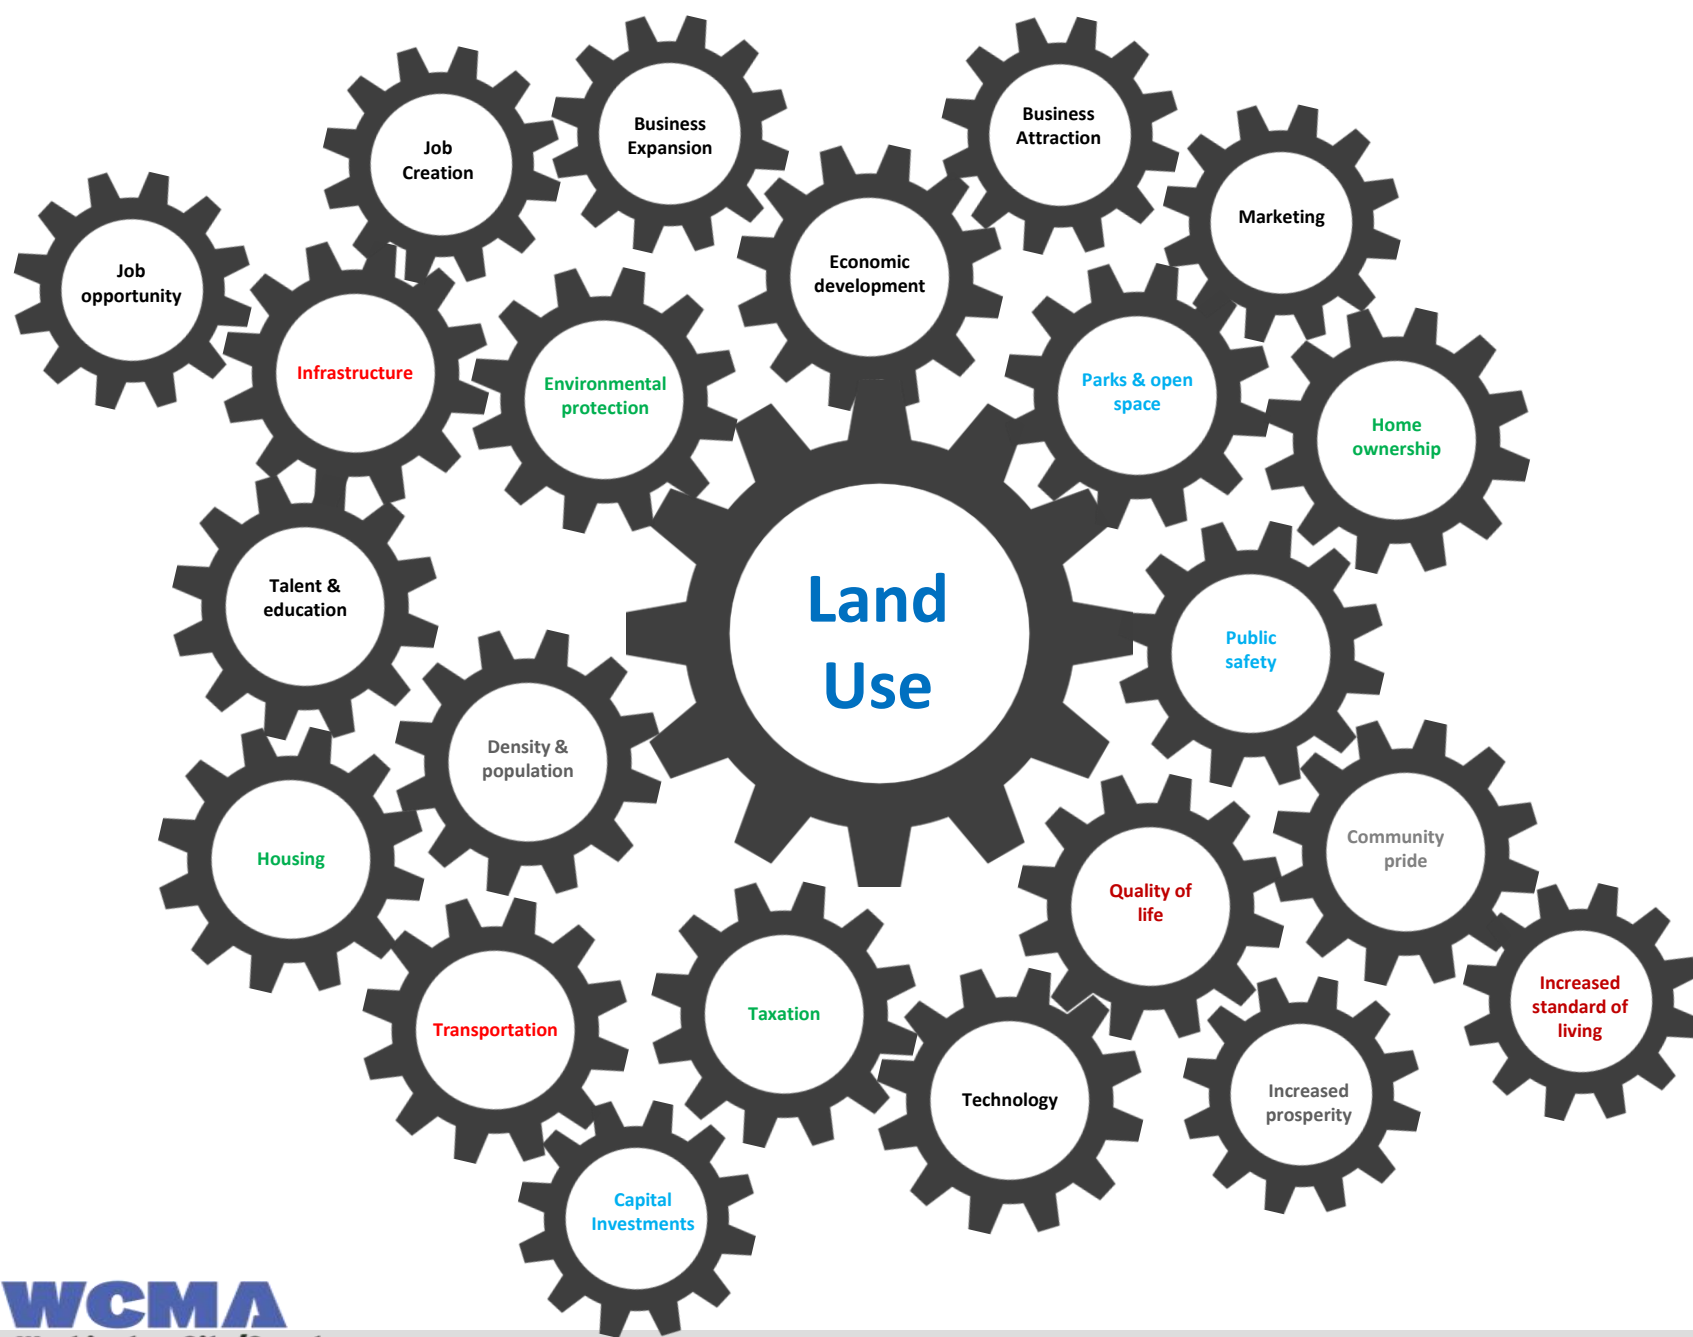 Business
Expansion
Business
Attraction
Job
Creation
Marketing
Job
opportunity
Economic
development
Infrastructure
Environmental
protection
Parks & open
space
Home
ownership
Talent &
education
Land
Use
Public
safety
Density &
population
Housing
Community
pride
Quality of
life
Increased
standard of
living
Transportation
Taxation
Technology
Increased
prosperity
Capital
Investments
WCMA